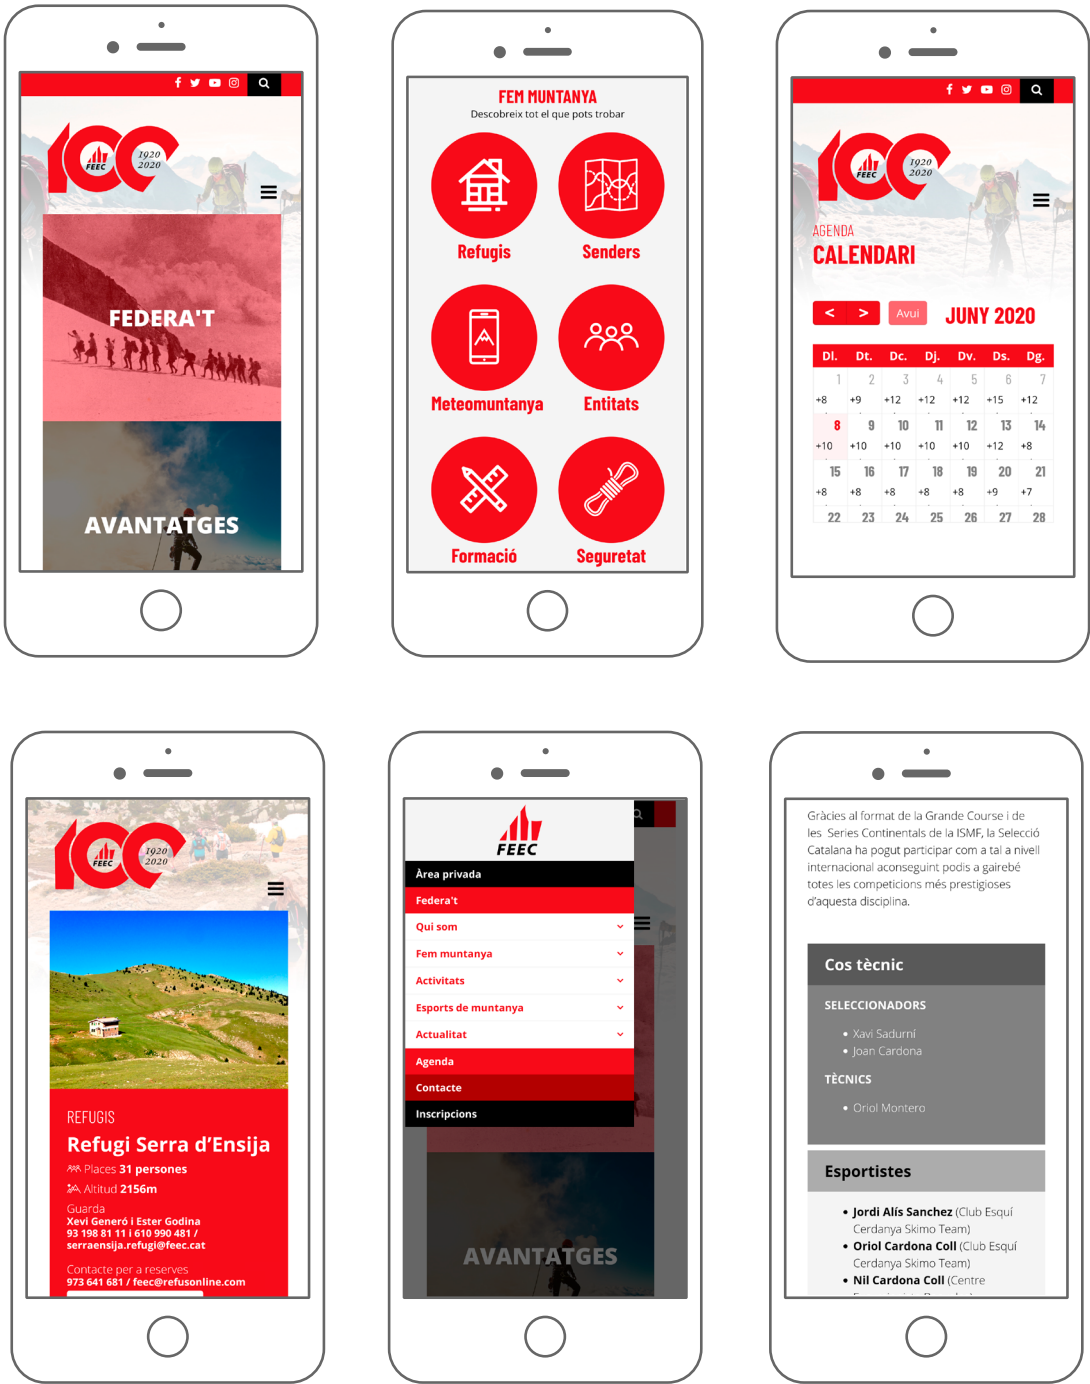 FEEC
1920
2020
FEDERA'T
AVANTATGES
FEM MUNTANYA
Descobreix tot el que pots trobar
Refugis
Senders
Meteomuntanya
Entitats
Formació
Seguretat
FEEC
1920
2020
AGENDA
CALENDARI
< >
Avui
JUNY 2020
Dl. Dt. Dc. Dj. Dv. Ds. Dg.
1 2 3 4 5 6 7
+8 +9 +12 +12 +12 +15 +12
8 9 10 11 12 13 14
+10 +10 +10 +10 +10 +12 +8
15 16 17 18 19 20 21
+8 +8 +8 +8 +8 +9 +7
22 23 24 25 26 27 28
FEEC
1920
2020
REFUGIS
Refugi Serra d'Ensija
Places 31 persones
Altitud 2156m
Guarda
Xevi Generó i Ester Godina
93 198 81 11 i 610 990 481 /
serraensija.refugi@feec.cat
Contacte per a reserves
973 641 681 / feec@refusonline.com
FEEC
Àrea privada
Federa't
Qui som
Fem muntanya
Activitats
Esports de muntanya
Actualitat
Agenda
Contacte
Inscripcions
AVANTATGES
Gràcies al format de la Grande Course i de
les Series Continentals de la ISMF, la Selecció
Catalana ha pogut participar com a tal a nivell
internacional aconseguint podis a gairebé
totes les competicions més prestigioses
d'aquesta disciplina.
Cos tècnic
SELECCIONADORS
• Xavi Sadurní
• Joan Cardona
TÈCNICS
• Oriol Montero
Esportistes
• Jordi Alís Sanchez (Club Esquí
Cerdanya Skimo Team)
• Oriol Cardona Coll (Club Esquí
Cerdanya Skimo Team)
• Nil Cardona Coll (Centre